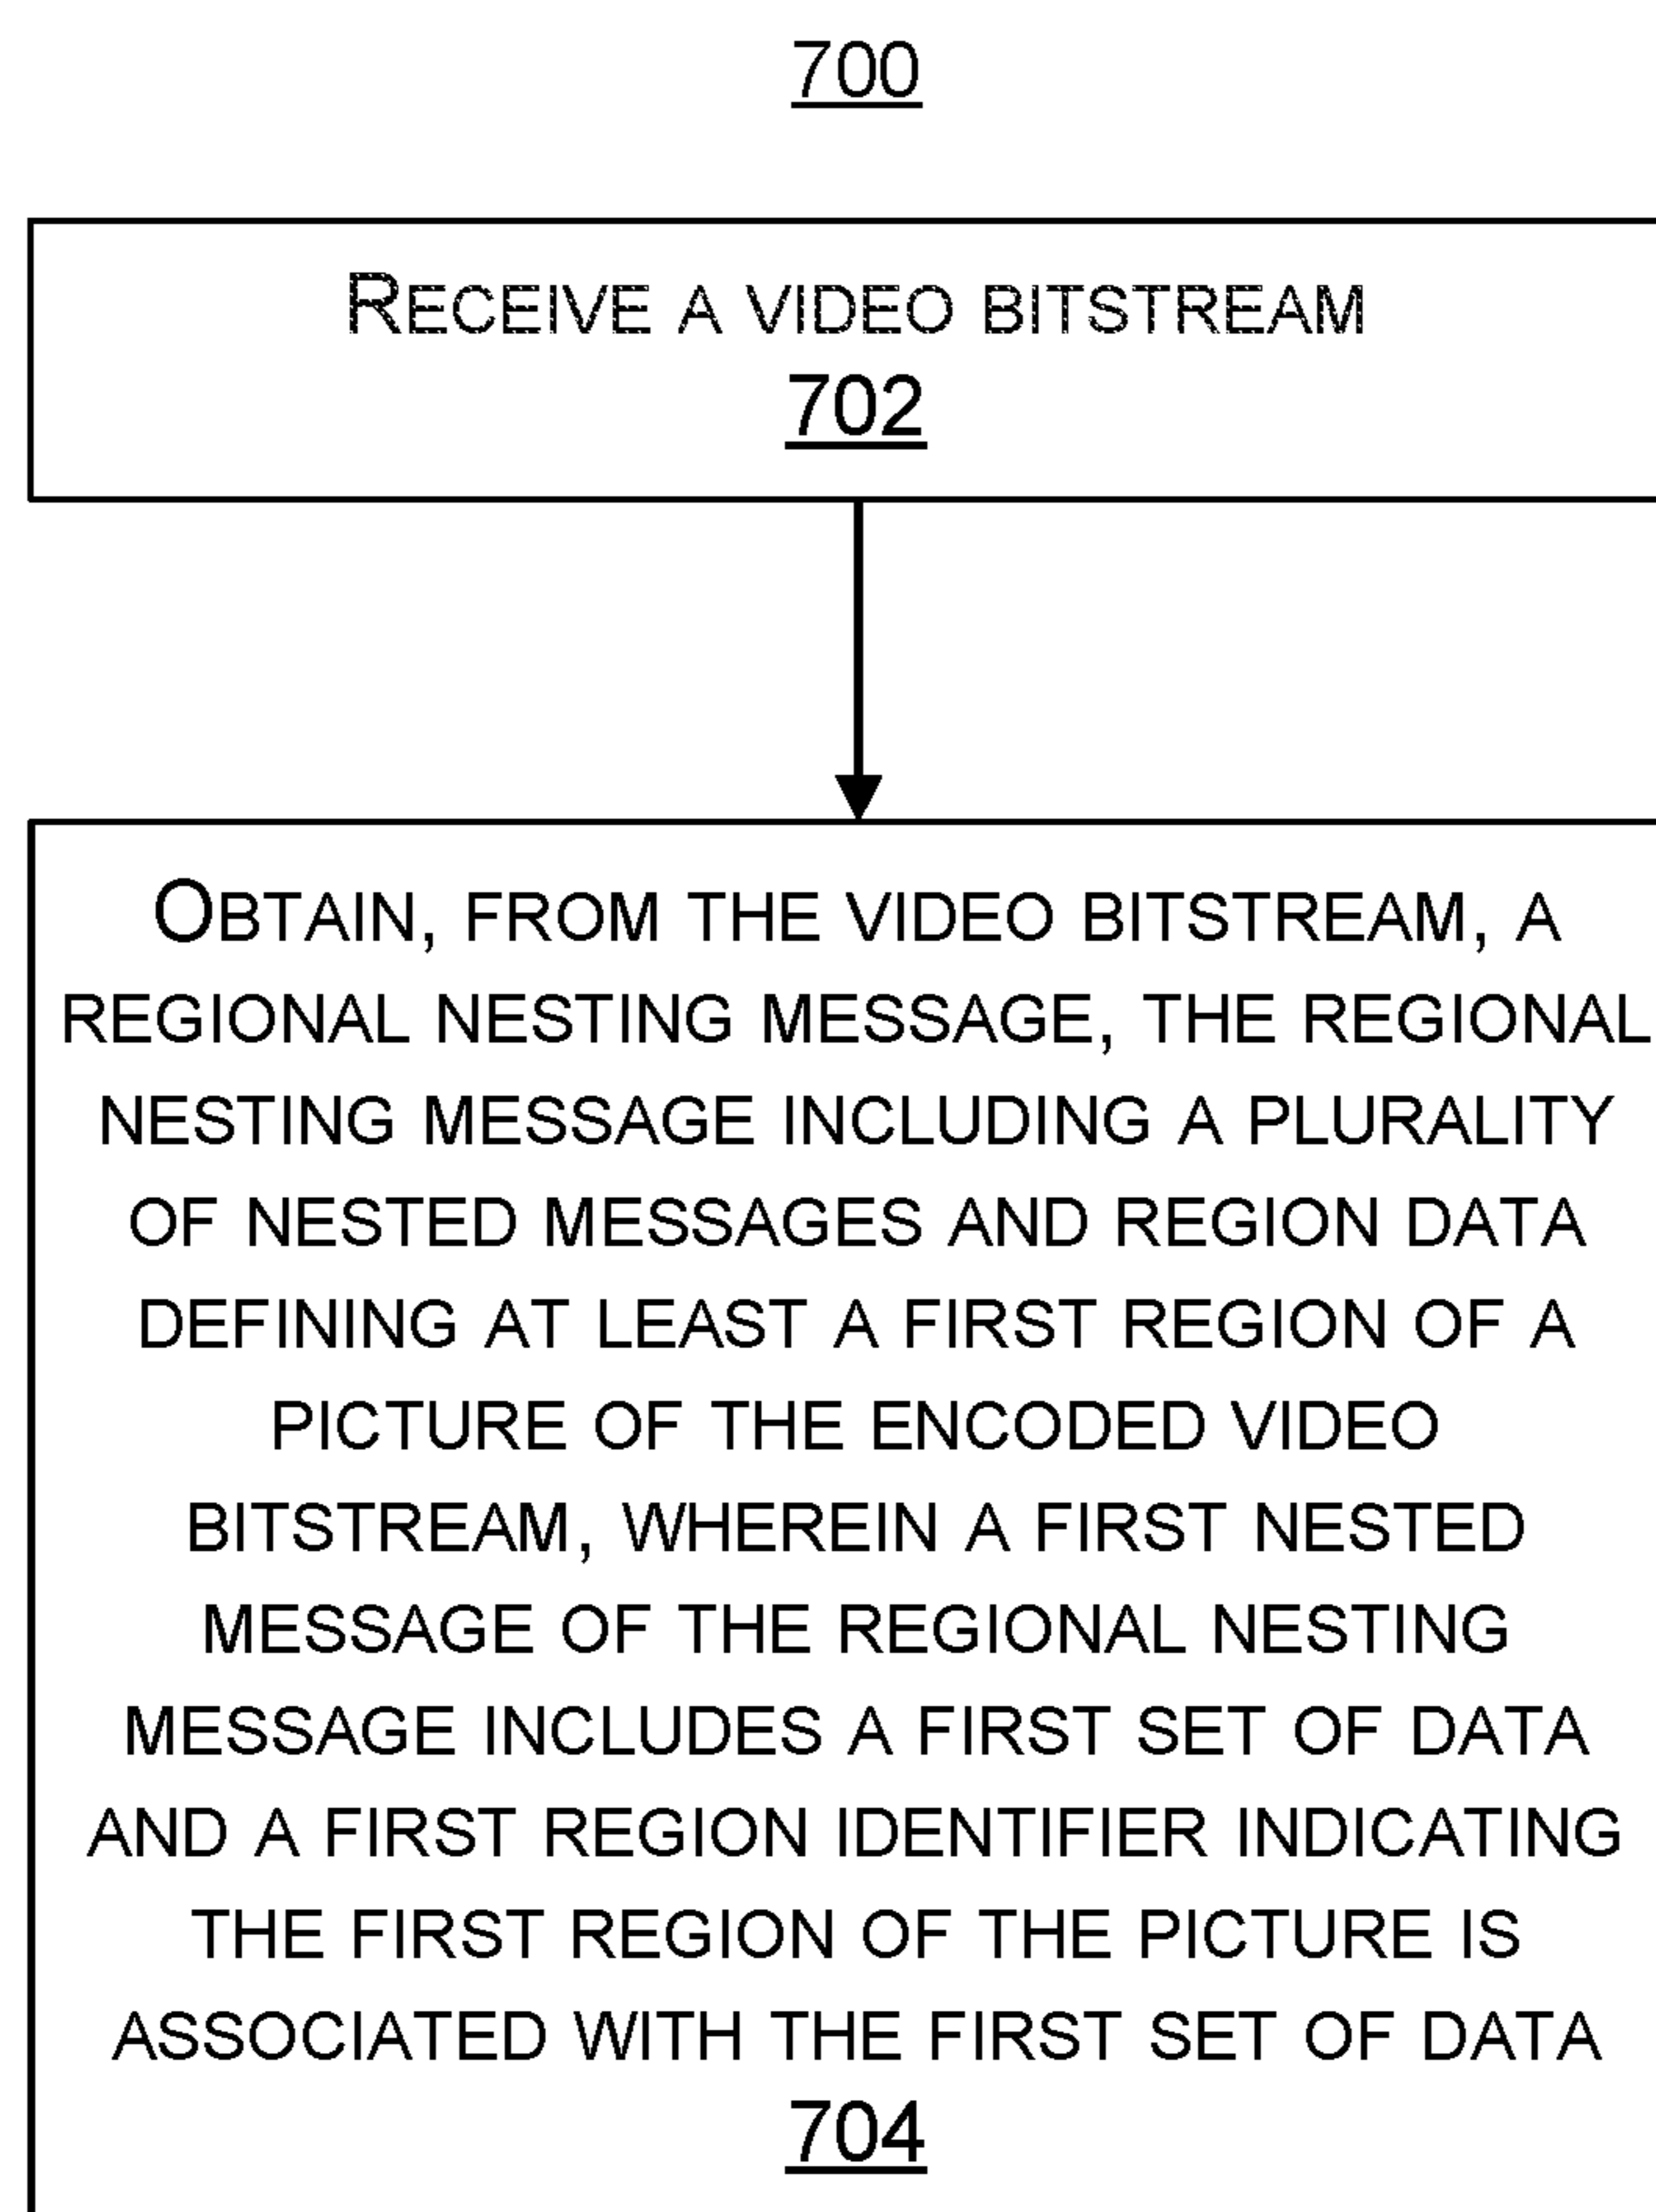 700
RECEIVE A VIDEO BITSTREAM
702
OBTAIN, FROM THE VIDEO BITSTREAM, A
REGIONAL NESTING MESSAGE, THE REGIONAL
NESTING MESSAGE INCLUDING A PLURALITY
OF NESTED MESSAGES AND REGION DATA
DEFINING AT LEAST A FIRST REGION OF A
PICTURE OF THE ENCODED VIDEO
BITSTREAM, WHEREIN A FIRST NESTED
MESSAGE OF THE REGIONAL NESTING
MESSAGE INCLUDES A FIRST SET OF DATA
AND A FIRST REGION IDENTIFIER INDICATING
THE FIRST REGION OF THE PICTURE IS
ASSOCIATED WITH THE FIRST SET OF DATA
704